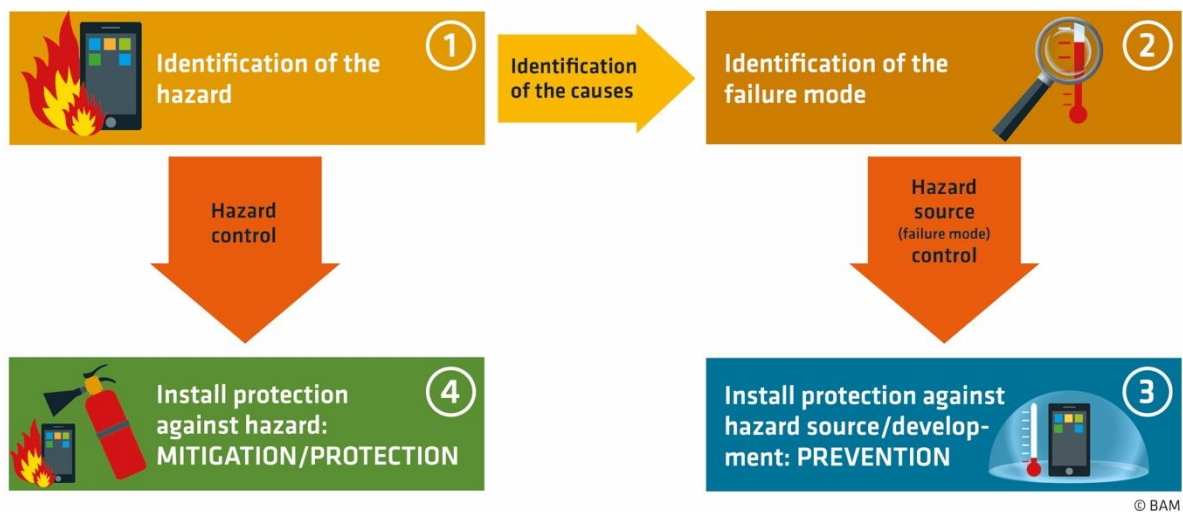 Identification of the
hazard
1
Identification
of the causes
Identification of the
failure mode
2
Hazard
control
Hazard
source
(failure mode)
control
Install protection
against hazard:
MITIGATION/PROTECTION
4
Install protection against
hazard source/develop-
ment: PREVENTION
3
© BAM